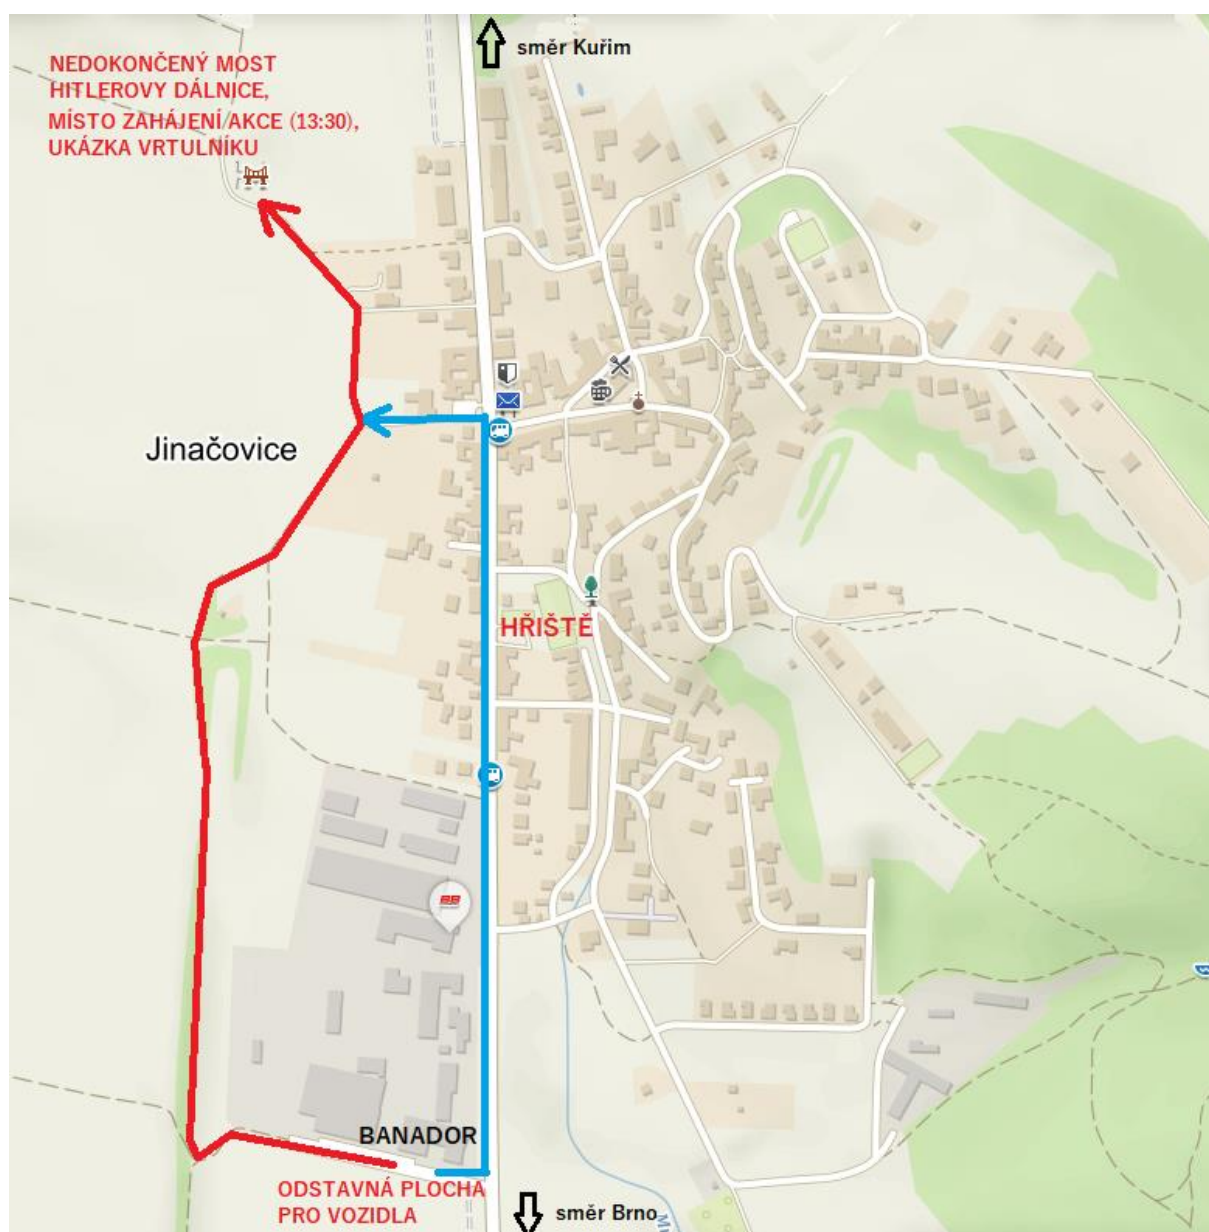 směr Kuřim
NEDOKONČENÝ MOST
HITLEROVY DÁLNICE,
MÍSTO ZAHÁJENÍ AKCE (13:30),
UKÁZKA VRTULNÍKU
Jinačovice
HŘIŠTĚ
BANADOR
ODSTAVNÁ PLOCHA
PRO VOZIDLA
směr Brno